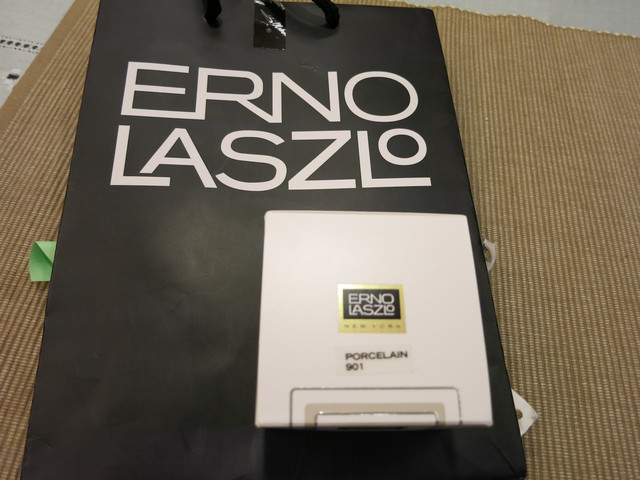 ERNO
LASZLO
ERNO
LASZLO
NEW YORK
PORCELAIN
901